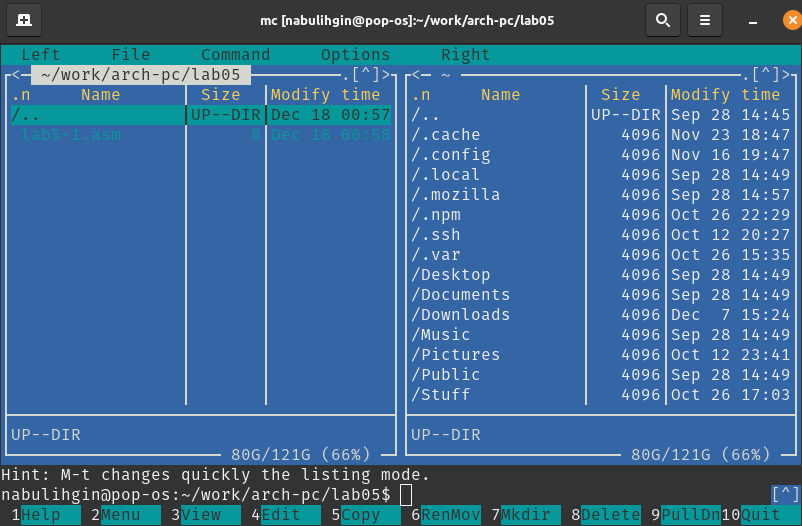 mc [nabulihgin@pop-os]:~/work/arch-pc/lab05
Left File Command Options Right
<─ ~/work/arch-pc/lab05 ─.[^]>
.n Name Size Modify time
/.. UP--DIR Dec 18 00:57
lab5-1.asm 6 Dec 18 00:58
UP--DIR
80G/121G (66%)
<─ ~ ─.[^]>
.n Name Size Modify time
/.. UP--DIR Sep 28 14:45
/.cache 4096 Nov 23 18:47
/.config 4096 Nov 16 19:47
/.local 4096 Sep 28 14:49
/.mozilla 4096 Sep 28 14:57
/.npm 4096 Oct 26 22:29
/.ssh 4096 Oct 12 20:27
/.var 4096 Oct 26 15:35
/Desktop 4096 Sep 28 14:49
/Documents 4096 Sep 28 14:49
/Downloads 4096 Dec 7 15:24
/Music 4096 Sep 28 14:49
/Pictures 4096 Oct 12 23:41
/Public 4096 Sep 28 14:49
/Stuff 4096 Oct 26 17:03
UP--DIR
80G/121G (66%)
Hint: M-t changes quickly the listing mode.
nabulihgin@pop-os:~/work/arch-pc/lab05$ [^]
1Help 2Menu 3View 4Edit 5Copy 6RenMov 7Mkdir 8Delete 9PullDn 10Quit